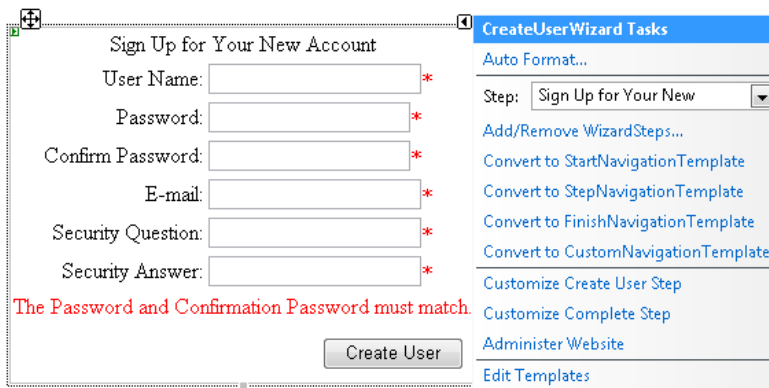 Sign Up for Your New Account
User Name: *
Password: *
Confirm Password: *
E-mail: *
Security Question: *
Security Answer: *
The Password and Confirmation Password must match.
Create User
CreateUserWizard Tasks
Auto Format...
Step: Sign Up for Your New
Add/Remove WizardSteps...
Convert to StartNavigationTemplate
Convert to StepNavigationTemplate
Convert to FinishNavigationTemplate
Convert to CustomNavigationTemplate
Customize Create User Step
Customize Complete Step
Administer Website
Edit Templates